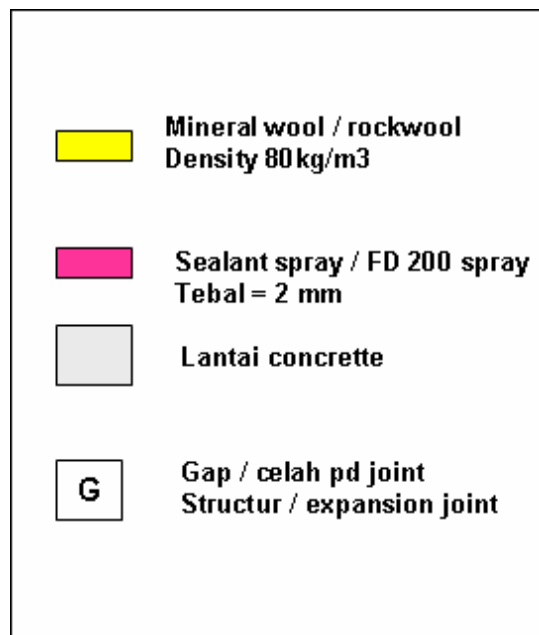 Mineral wool / rockwool
Density 80kg/m3
Sealant spray / FD 200 spray
Tebal = 2 mm
Lantai concrette
G
Gap / celah pd joint
Structur / expansion joint